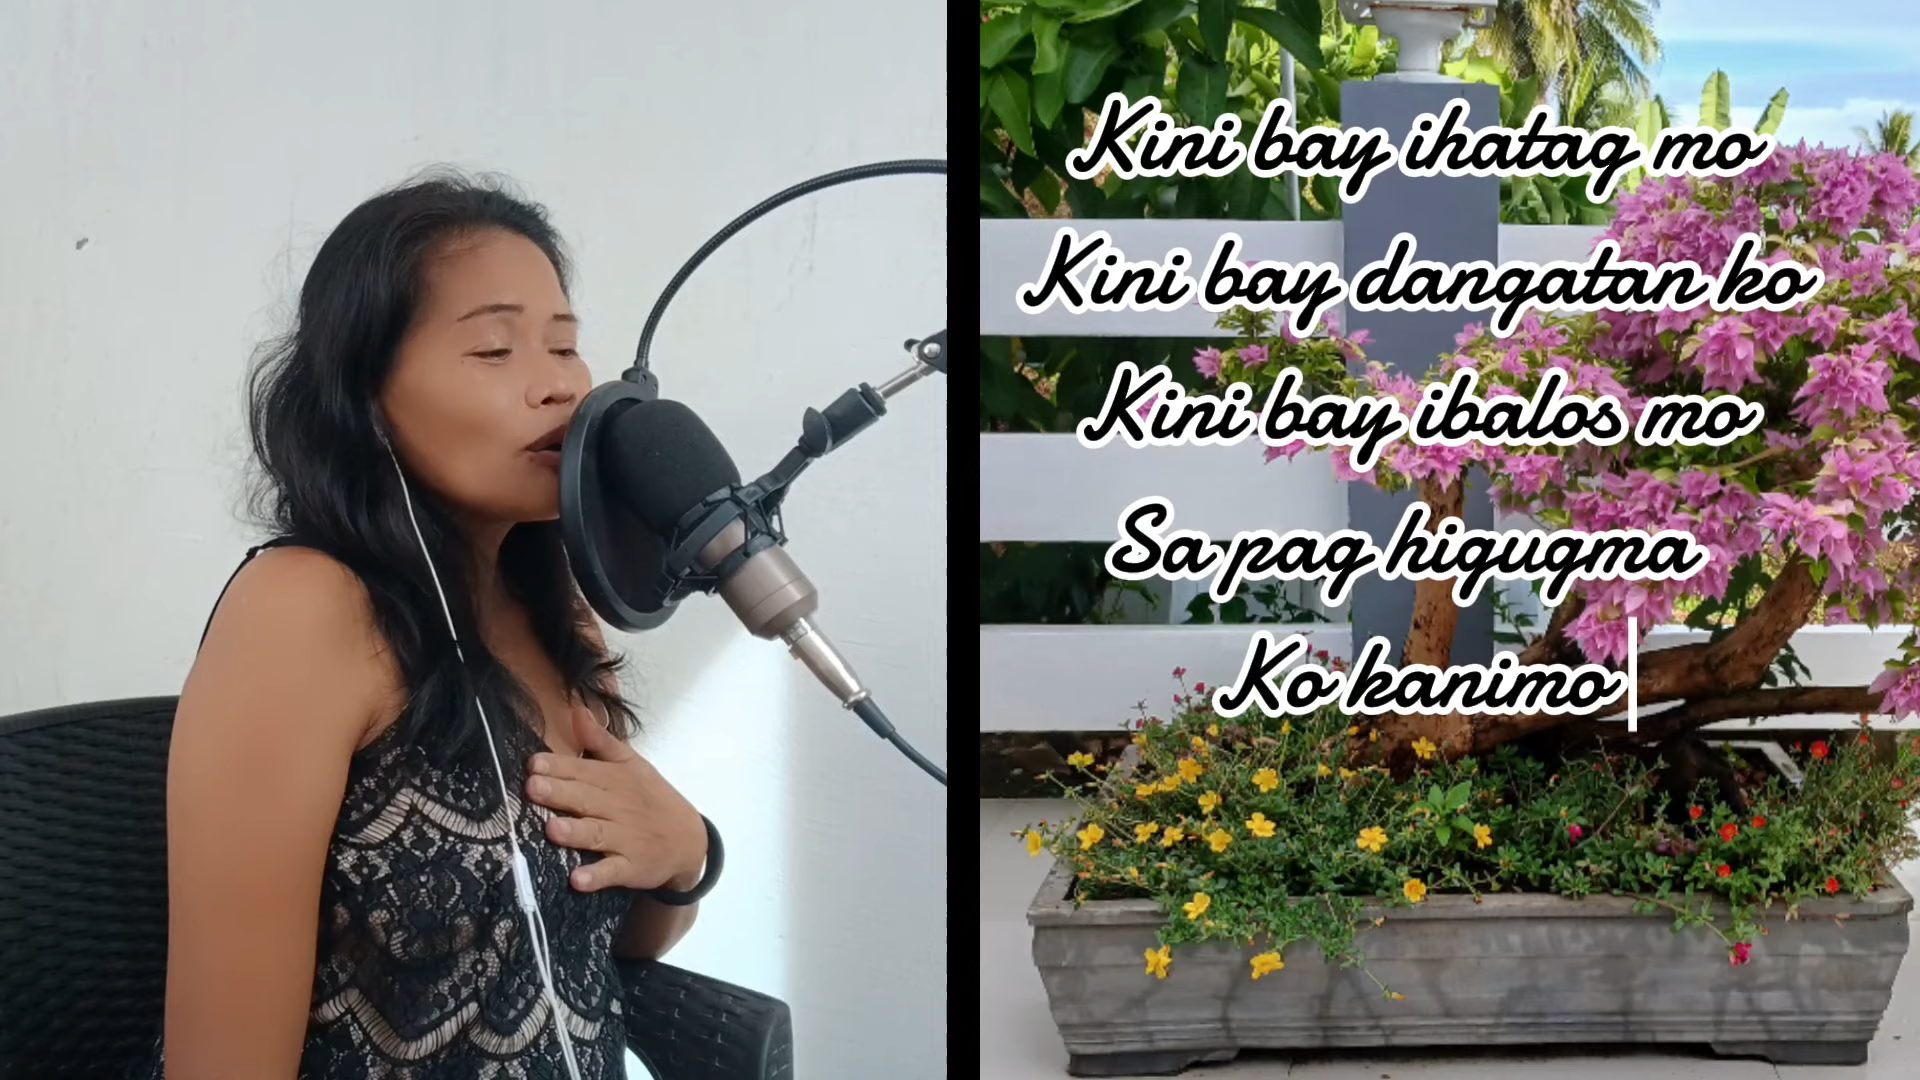 Kini bay ihatag mo
Kini bay dangatan ko
Kini bay ibalos mo
Sa pag higugma
Ko kanimo